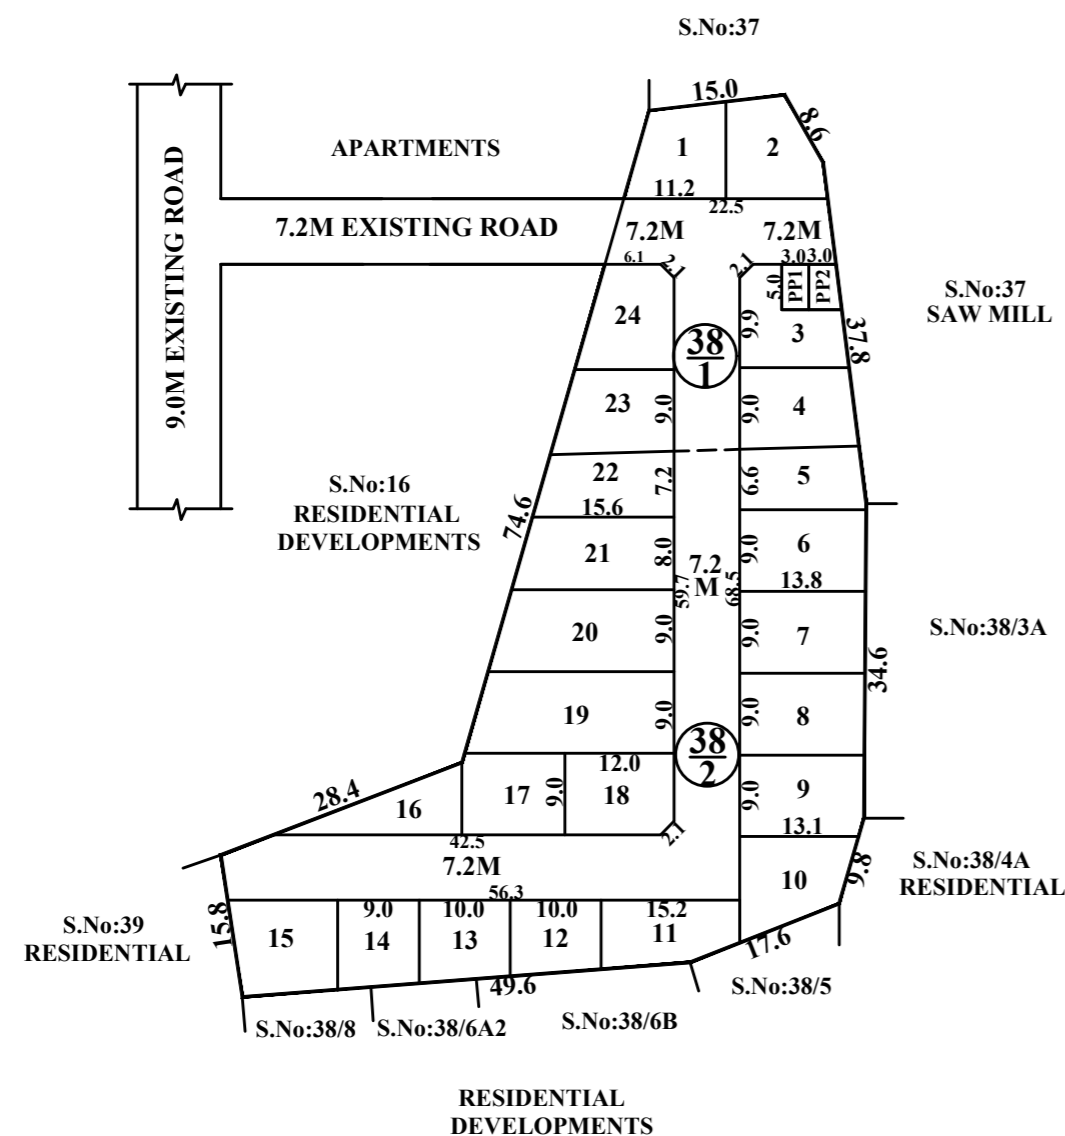 S.No:37
15.0
8.6
1
2
APARTMENTS
11.2
22.5
9.0M EXISTING ROAD
7.2M EXISTING ROAD
7.2M
7.2M
6.1
2.1
2.1
3.0
3.0
5.0
PP1
PP2
S.No:37
SAW MILL
24
9.9
3
37.8
38
1
23
9.0
9.0
4
22
7.2
6.6
5
15.6
S.No:16
RESIDENTIAL
DEVELOPMENTS
74.6
21
8.0
7.2
M
59.7
68.5
9.0
6
13.8
20
9.0
9.0
7
S.No:38/3A
34.6
19
9.0
9.0
8
38
2
12.0
17
9.0
18
9.0
9
13.1
28.4
16
42.5
2.1
7.2M
56.3
10
9.8
S.No:38/4A
RESIDENTIAL
S.No:39
RESIDENTIAL
15.8
15
9.0
14
10.0
13
10.0
12
15.2
11
17.6
49.6
S.No:38/5
S.No:38/8
S.No:38/6A2
S.No:38/6B
RESIDENTIAL
DEVELOPMENTS